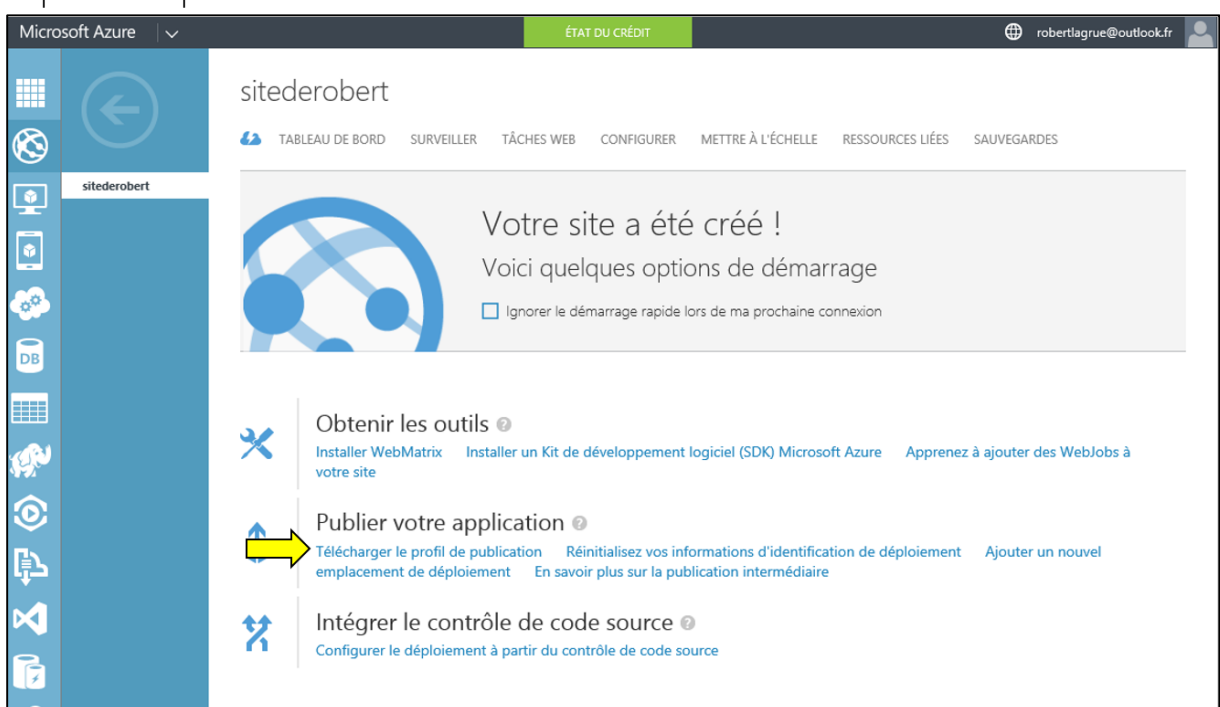 Microsoft Azure
ÉTAT DU CRÉDIT
robertlagrue@outlook.fr
sitederobert
TABLEAU DE BORD SURVEILLER TÂCHES WEB CONFIGURER METTRE À L'ÉCHELLE RESSOURCES LIÉES SAUVEGARDES
sitederobert
Votre site a été créé !
Voici quelques options de démarrage
Ignorer le démarrage rapide lors de ma prochaine connexion
DB
Obtenir les outils ?
Installer WebMatrix Installer un Kit de développement logiciel (SDK) Microsoft Azure Apprenez à ajouter des WebJobs à
votre site
Publier votre application ?
Télécharger le profil de publication Réinitialisez vos informations d'identification de déploiement Ajouter un nouvel
emplacement de déploiement En savoir plus sur la publication intermédiaire
Intégrer le contrôle de code source ?
Configurer le déploiement à partir du contrôle de code source